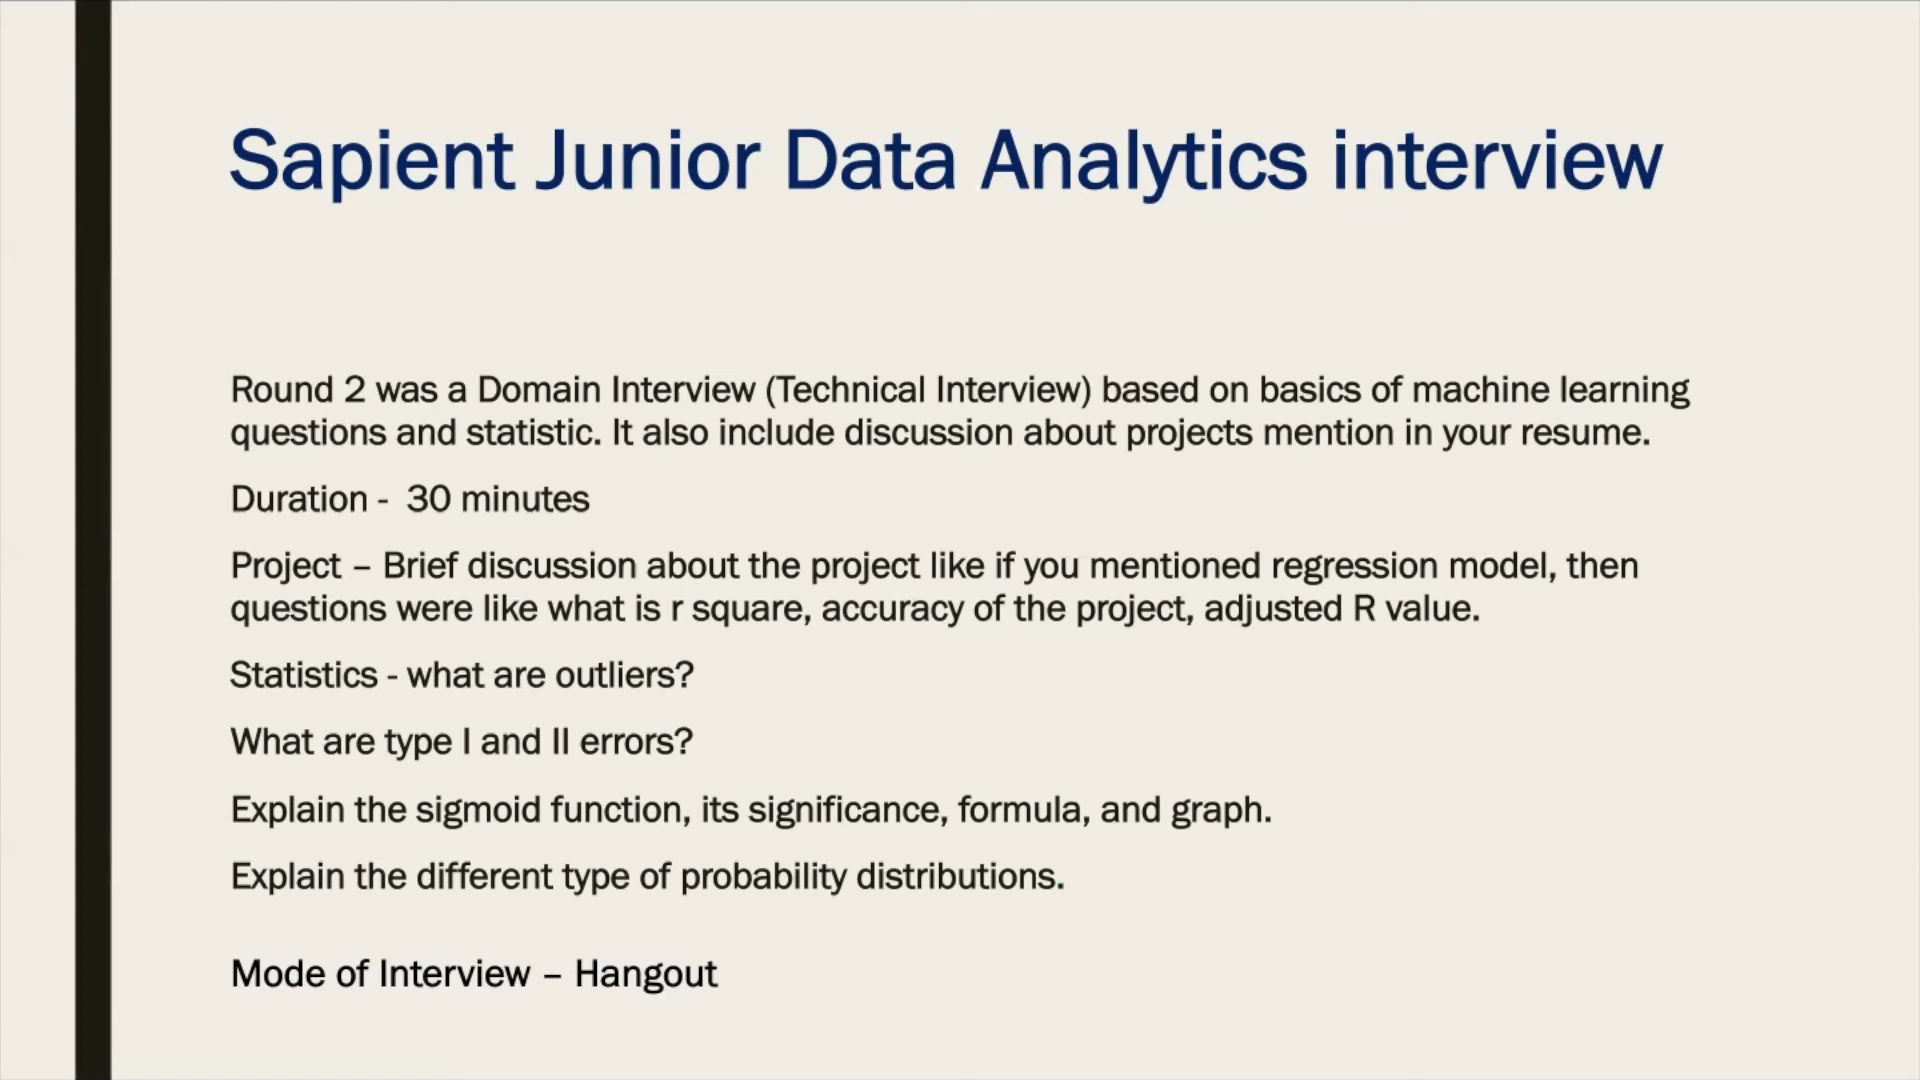 Sapient Junior Data Analytics interview
Round 2 was a Domain Interview (Technical Interview) based on basics of machine learning
questions and statistic. It also include discussion about projects mention in your resume.
Duration -  30 minutes
Project – Brief discussion about the project like if you mentioned regression model, then
questions were like what is r square, accuracy of the project, adjusted R value.
Statistics - what are outliers?
What are type I and II errors?
Explain the sigmoid function, its significance, formula, and graph.
Explain the different type of probability distributions.
Mode of Interview – Hangout